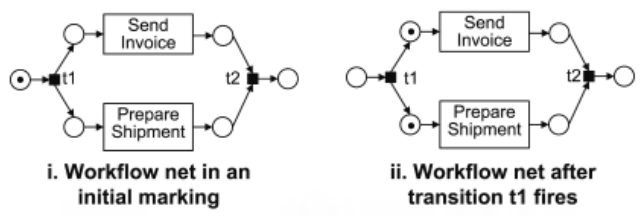 Send
Invoice
t1
t2
Prepare
Shipment
i. Workflow net in an
initial marking
Send
Invoice
t1
t2
Prepare
Shipment
ii. Workflow net after
transition t1 fires